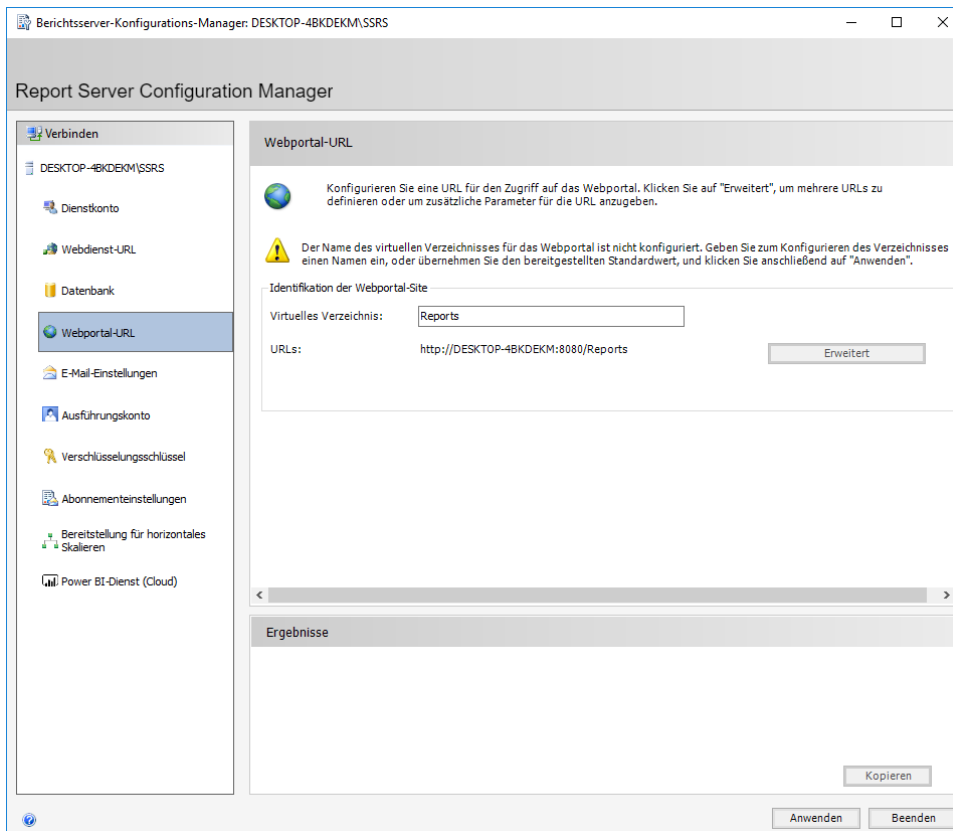 Berichtsserver-Konfigurations-Manager: DESKTOP-4BKDEKM\SSRS
Report Server Configuration Manager
Verbinden
DESKTOP-4BKDEKM\SSRS
Dienstkonto
Webdienst-URL
Datenbank
Webportal-URL
E-Mail-Einstellungen
Ausführungskonto
Verschlüsselungsschlüssel
Abonnementeinstellungen
Bereitstellung für horizontales
Skalieren
Power BI-Dienst (Cloud)
Webportal-URL
Konfigurieren Sie eine URL für den Zugriff auf das Webportal. Klicken Sie auf "Erweitert", um mehrere URLs zu
definieren oder um zusätzliche Parameter für die URL anzugeben.
Der Name des virtuellen Verzeichnisses für das Webportal ist nicht konfiguriert. Geben Sie zum Konfigurieren des Verzeichnisses
einen Namen ein, oder übernehmen Sie den bereitgestellten Standardwert, und klicken Sie anschließend auf "Anwenden".
Identifikation der Webportal-Site
Virtuelles Verzeichnis: Reports
URLs: http://DESKTOP-4BKDEKM:8080/Reports Erweitert
Ergebnisse
Kopieren
Anwenden Beenden